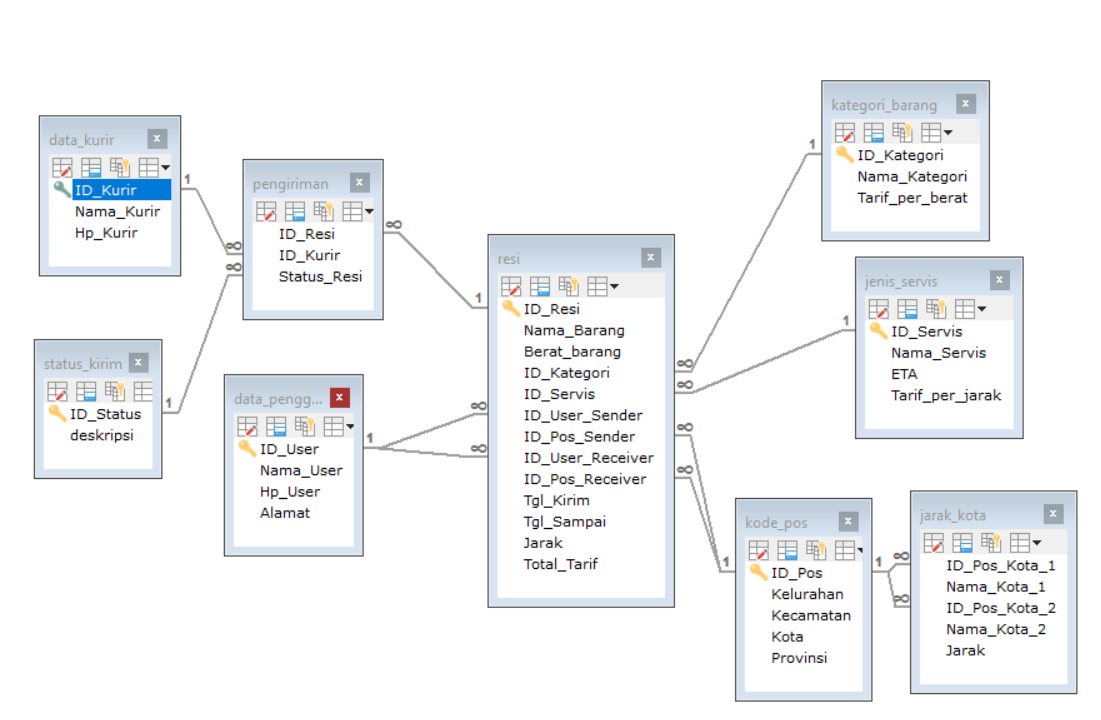 data_kurir
ID_Kurir
Nama_Kurir
Hp_Kurir
1
pengiriman
ID_Resi
ID_Kurir
Status_Resi
∞
∞
∞
status_kirim
ID_Status
deskripsi
1
data_pengg...
ID_User
Nama_User
Hp_User
Alamat
1
resi
ID_Resi
Nama_Barang
Berat_barang
ID_Kategori
ID_Servis
ID_User_Sender
ID_Pos_Sender
ID_User_Receiver
ID_Pos_Receiver
Tgl_Kirim
Tgl_Sampai
Jarak
Total_Tarif
1
∞
∞
∞
∞
∞
∞
kategori_barang
ID_Kategori
Nama_Kategori
Tarif_per_berat
1
jenis_servis
ID_Servis
Nama_Servis
ETA
Tarif_per_jarak
1
kode_pos
ID_Pos
Kelurahan
Kecamatan
Kota
Provinsi
1
1
jarak_kota
ID_Pos_Kota_1
Nama_Kota_1
ID_Pos_Kota_2
Nama_Kota_2
Jarak
∞
∞